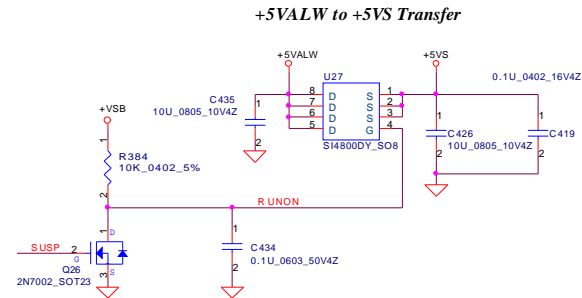 +5VALW to +5VS Transfer
+5VALW
+5VS
U27
0.1U_0402_16V4Z
+VSB
C435
10U_0805_10V4Z
1
2
8
7
6
5
D
D
D
D
S
S
S
G
1
2
3
4
SI4800DY_SO8
1
2
C426
10U_0805_10V4Z
1
2
C419
1
R384
10K_0402_5%
2
RUNON
SUSP
2
G
1
D
3
S
Q26
2N7002_SOT23
1
2
C434
0.1U_0603_50V4Z